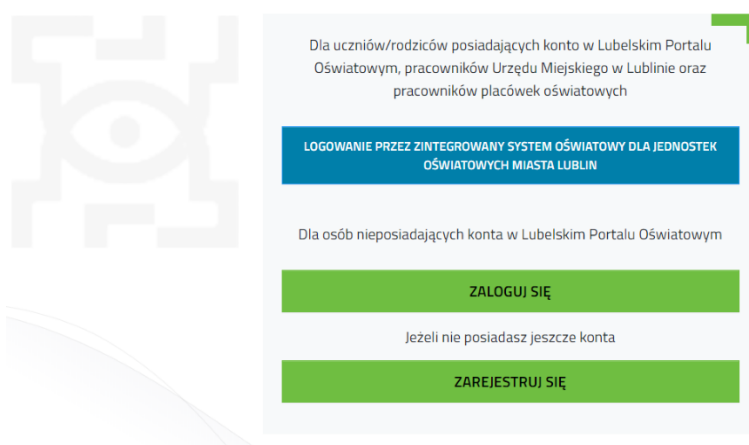 Dla uczniów/rodziców posiadających konto w Lubelskim Portalu
Oświatowym, pracowników Urzędu Miejskiego w Lublinie oraz
pracowników placówek oświatowych
LOGOWANIE PRZEZ ZINTEGROWANY SYSTEM OŚWIATOWY DLA JEDNOSTEK
OŚWIATOWYCH MIASTA LUBLIN
Dla osób nieposiadających konta w Lubelskim Portalu Oświatowym
ZALOGUJ SIĘ
Jeżeli nie posiadasz jeszcze konta
ZAREJESTRUJ SIĘ